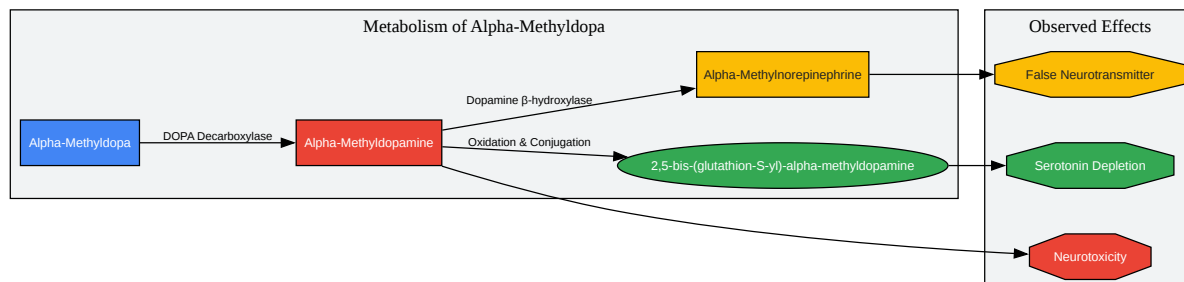 Metabolism of Alpha-Methyldopa
Observed Effects
Alpha-Methylnorepinephrine
False Neurotransmitter
Dopamine β-hydroxylase
Alpha-Methyldopa
DOPA Decarboxylase
Alpha-Methyldopamine
Oxidation & Conjugation
2,5-bis-(glutathion-S-yl)-alpha-methyldopamine
Serotonin Depletion
Neurotoxicity